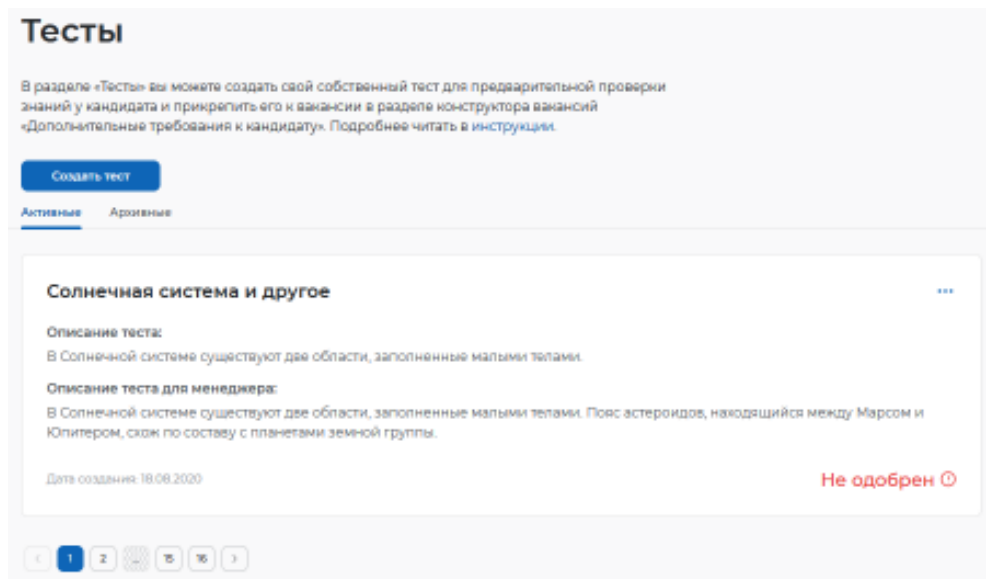 Тесты
В разделе «Тесты» вы можете создать свой собственный тест для предварительной проверки
знаний у кандидата и прикрепить его к вакансии в разделе конструктора вакансий
«Дополнительные требования к кандидату». Подробнее читать в инструкции.
Создать тест
Активные Архивные
Солнечная система и другое
Описание теста:
В Солнечной системе существуют две области, заполненные малыми телами.
Описание теста для менеджера:
В Солнечной системе существуют две области, заполненные малыми телами. Пояс астероидов, находящийся между Марсом и
Юпитером, схож по составу с планетами земной группы.
Дата создания: 18.08.2020 Не одобрен
1 2 ... 15 16